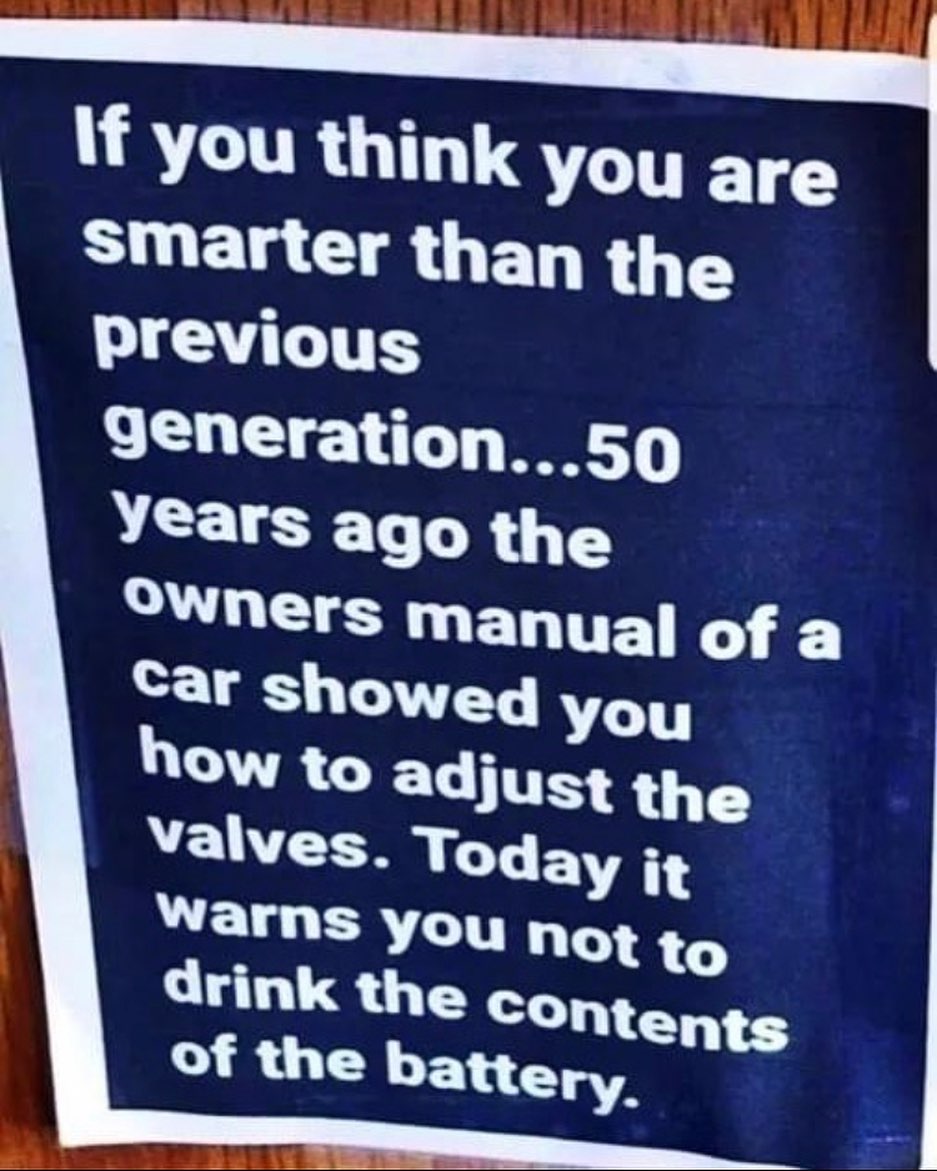 If you think you are
smarter than the
previous
generation...50
years ago the
owners manual of a
car showed you
how to adjust the
valves. Today it
warns you not to
drink the contents
of the battery.